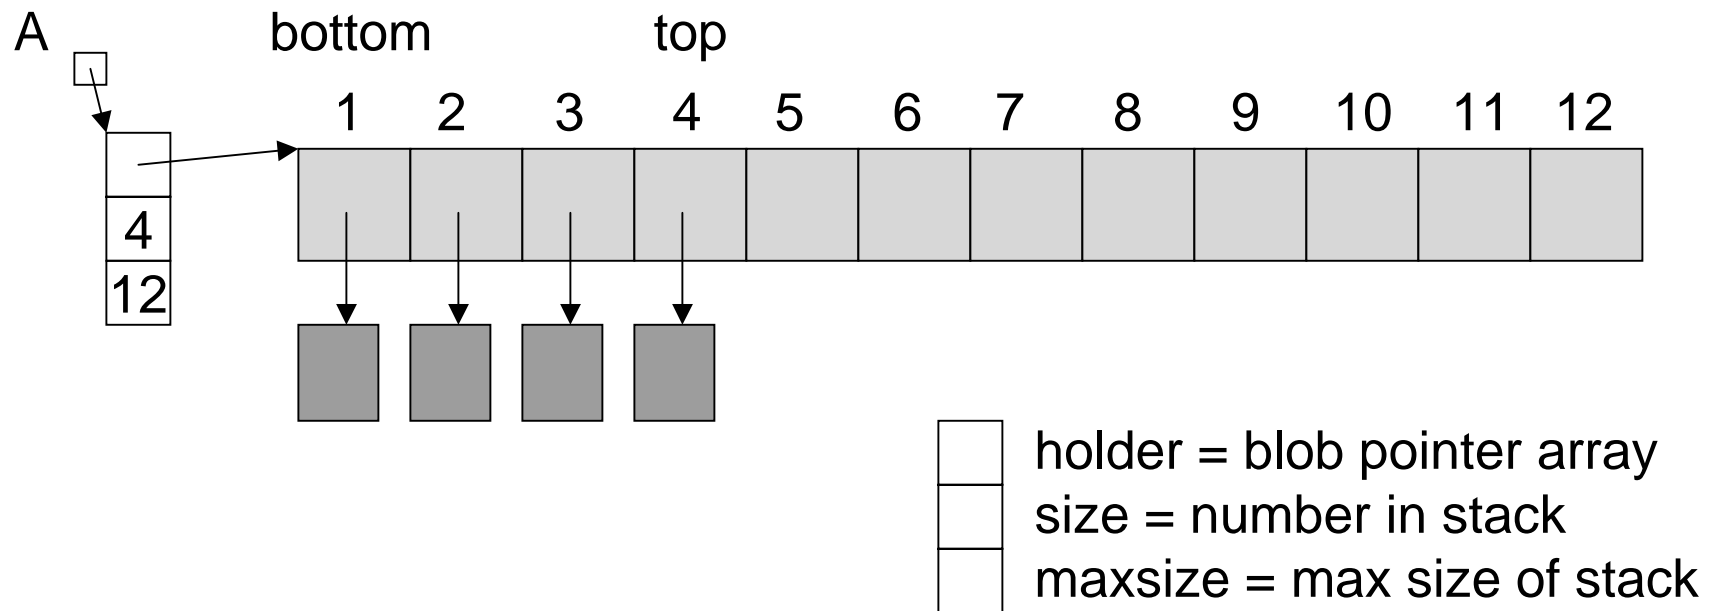 A
bottom top
1 2 3 4 5 6 7 8 9 10 11 12
4
12
holder = blob pointer array
size = number in stack
maxsize = max size of stack